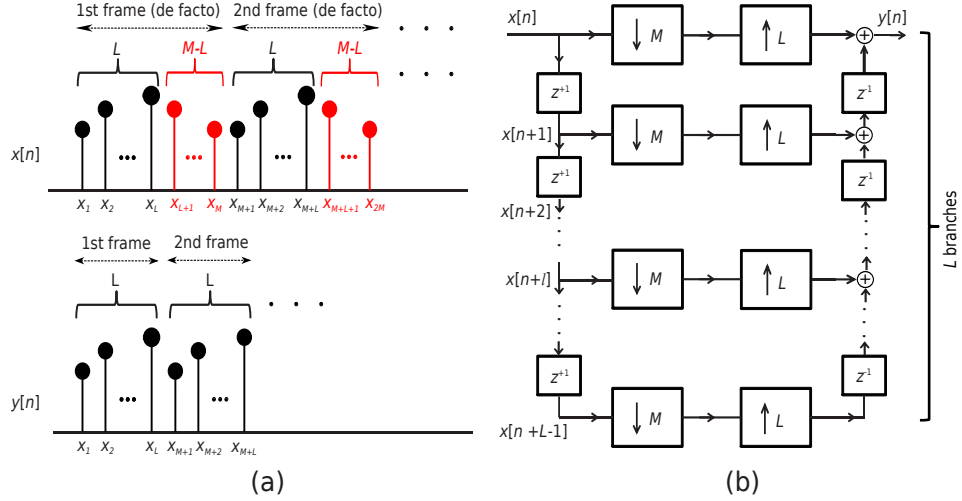 1st frame (de facto) 2nd frame (de facto)
L M-L L M-L
x[n]
x1 x2 xL xL+1 xM xM+1 xM+2 xM+L xM+L+1 x2M
1st frame 2nd frame
L L
y[n]
x1 x2 xL xM+1 xM+2 xM+L
(a)
x[n] M L + y[n]
z+1 z-1
x[n+1] M L +
z+1 z-1
x[n+2]
x[n+l] M L +
z+1 z-1
x[n +L-1] M L
L branches
(b)